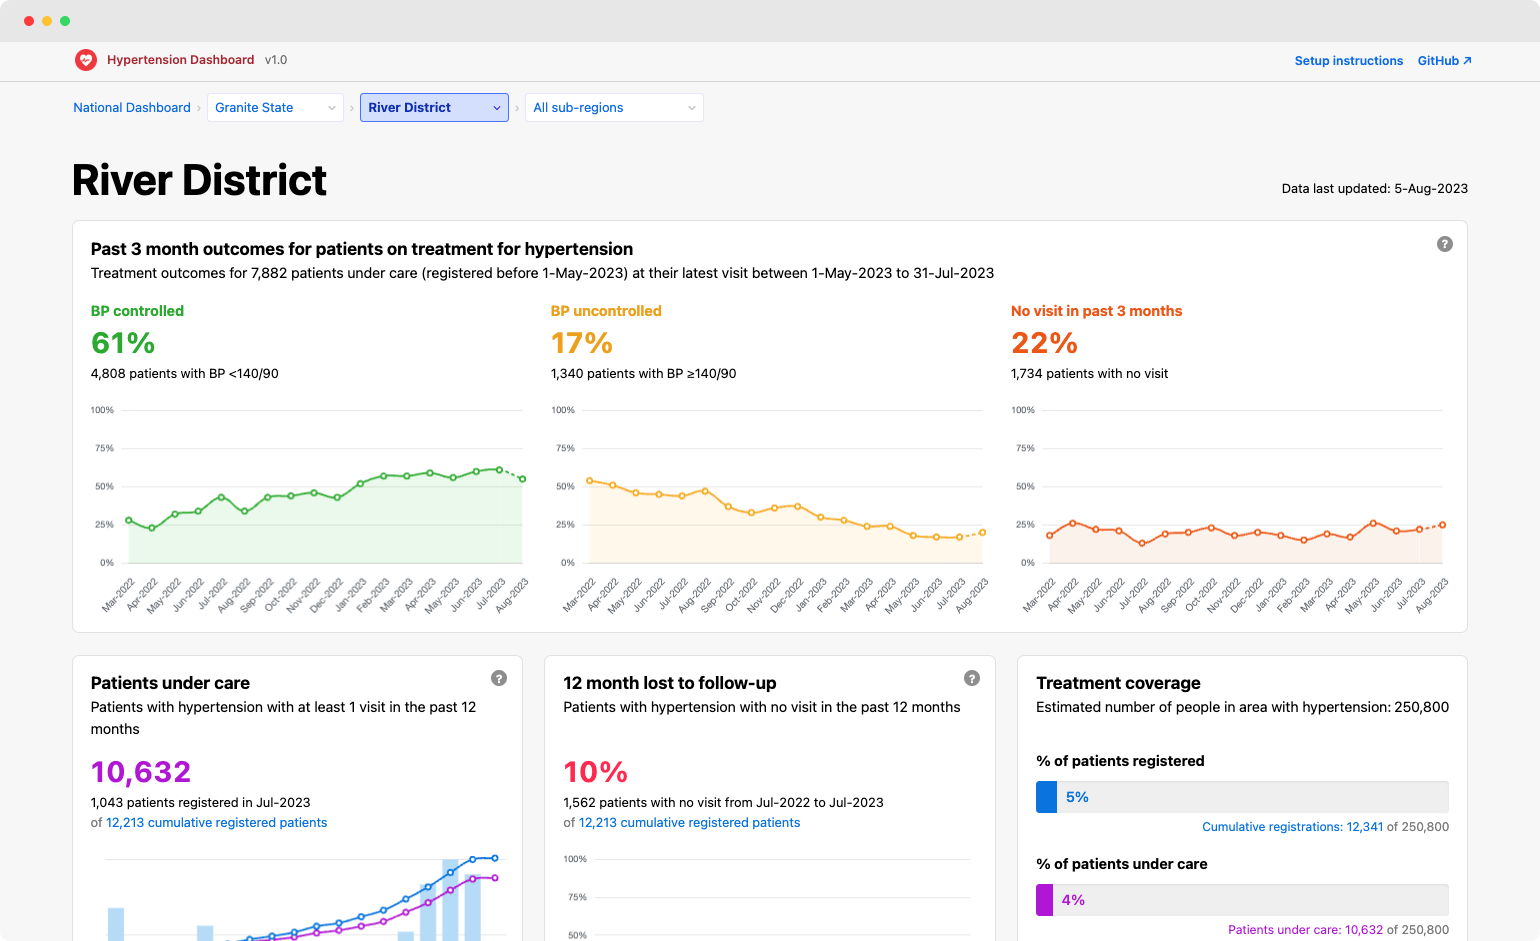 Hypertension Dashboard v1.0
Setup instructions GitHub ↗
National Dashboard › Granite State › River District › All sub-regions
River District
Data last updated: 5-Aug-2023
Past 3 month outcomes for patients on treatment for hypertension
?
Treatment outcomes for 7,882 patients under care (registered before 1-May-2023) at their latest visit between 1-May-2023 to 31-Jul-2023
BP controlled
61%
4,808 patients with BP <140/90
100%
75%
50%
25%
0%
Mar-2022 Apr-2022 May-2022 Jun-2022 Jul-2022 Aug-2022 Sep-2022 Oct-2022 Nov-2022 Dec-2022 Jan-2023 Feb-2023 Mar-2023 Apr-2023 May-2023 Jun-2023 Jul-2023 Aug-2023
BP uncontrolled
17%
1,340 patients with BP ≥140/90
100%
75%
50%
25%
0%
Mar-2022 Apr-2022 May-2022 Jun-2022 Jul-2022 Aug-2022 Sep-2022 Oct-2022 Nov-2022 Dec-2022 Jan-2023 Feb-2023 Mar-2023 Apr-2023 May-2023 Jun-2023 Jul-2023 Aug-2023
No visit in past 3 months
22%
1,734 patients with no visit
100%
75%
50%
25%
0%
Mar-2022 Apr-2022 May-2022 Jun-2022 Jul-2022 Aug-2022 Sep-2022 Oct-2022 Nov-2022 Dec-2022 Jan-2023 Feb-2023 Mar-2023 Apr-2023 May-2023 Jun-2023 Jul-2023 Aug-2023
Patients under care
?
Patients with hypertension with at least 1 visit in the past 12
months
10,632
1,043 patients registered in Jul-2023
of 12,213 cumulative registered patients
12 month lost to follow-up
?
Patients with hypertension with no visit in the past 12 months
10%
1,562 patients with no visit from Jul-2022 to Jul-2023
of 12,213 cumulative registered patients
100%
75%
50%
Treatment coverage
Estimated number of people in area with hypertension: 250,800
% of patients registered
5%
Cumulative registrations: 12,341 of 250,800
% of patients under care
4%
Patients under care: 10,632 of 250,800